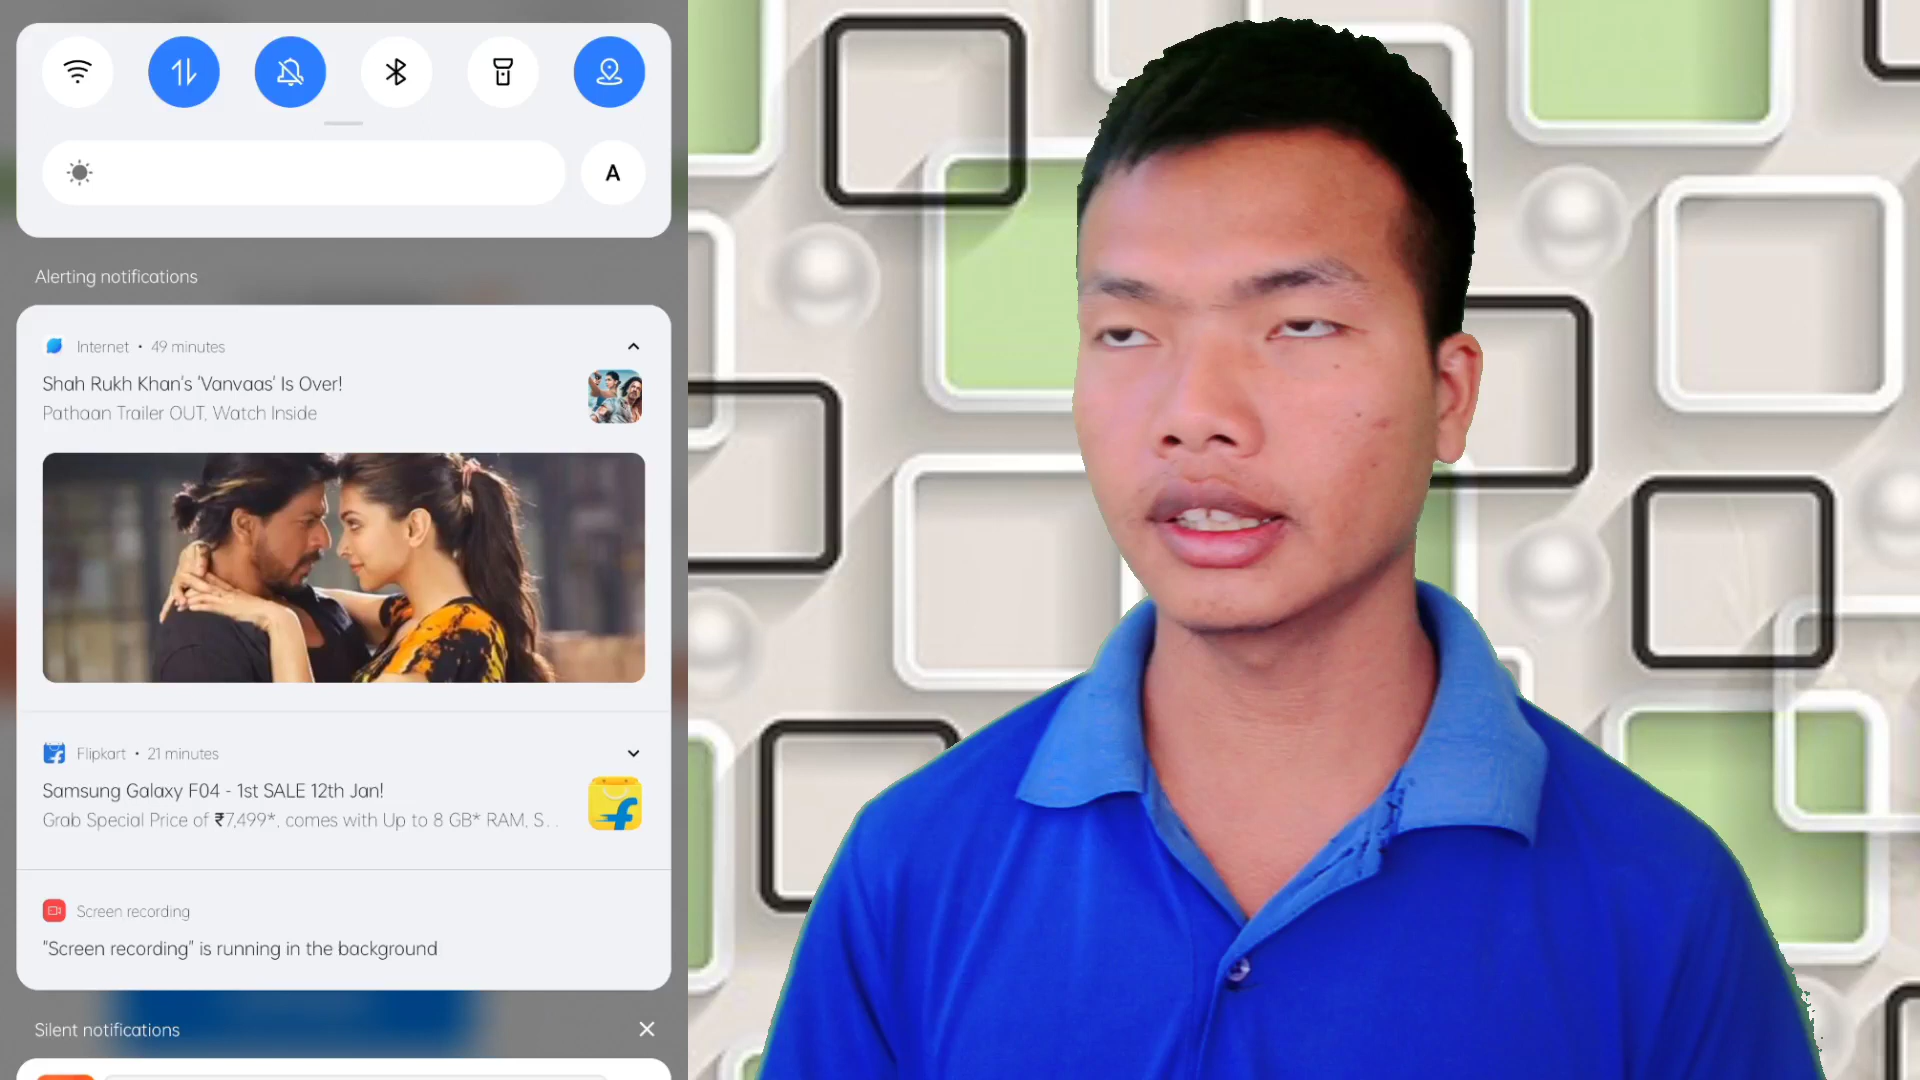 A
Alerting notifications
Internet • 49 minutes
Shah Rukh Khan's 'Vanvaas' Is Over!
Pathaan Trailer OUT, Watch Inside
Flipkart • 21 minutes
Samsung Galaxy F04 - 1st SALE 12th Jan!
Grab Special Price of ₹7,499*, comes with Up to 8 GB* RAM, S...
Screen recording
"Screen recording" is running in the background
Silent notifications